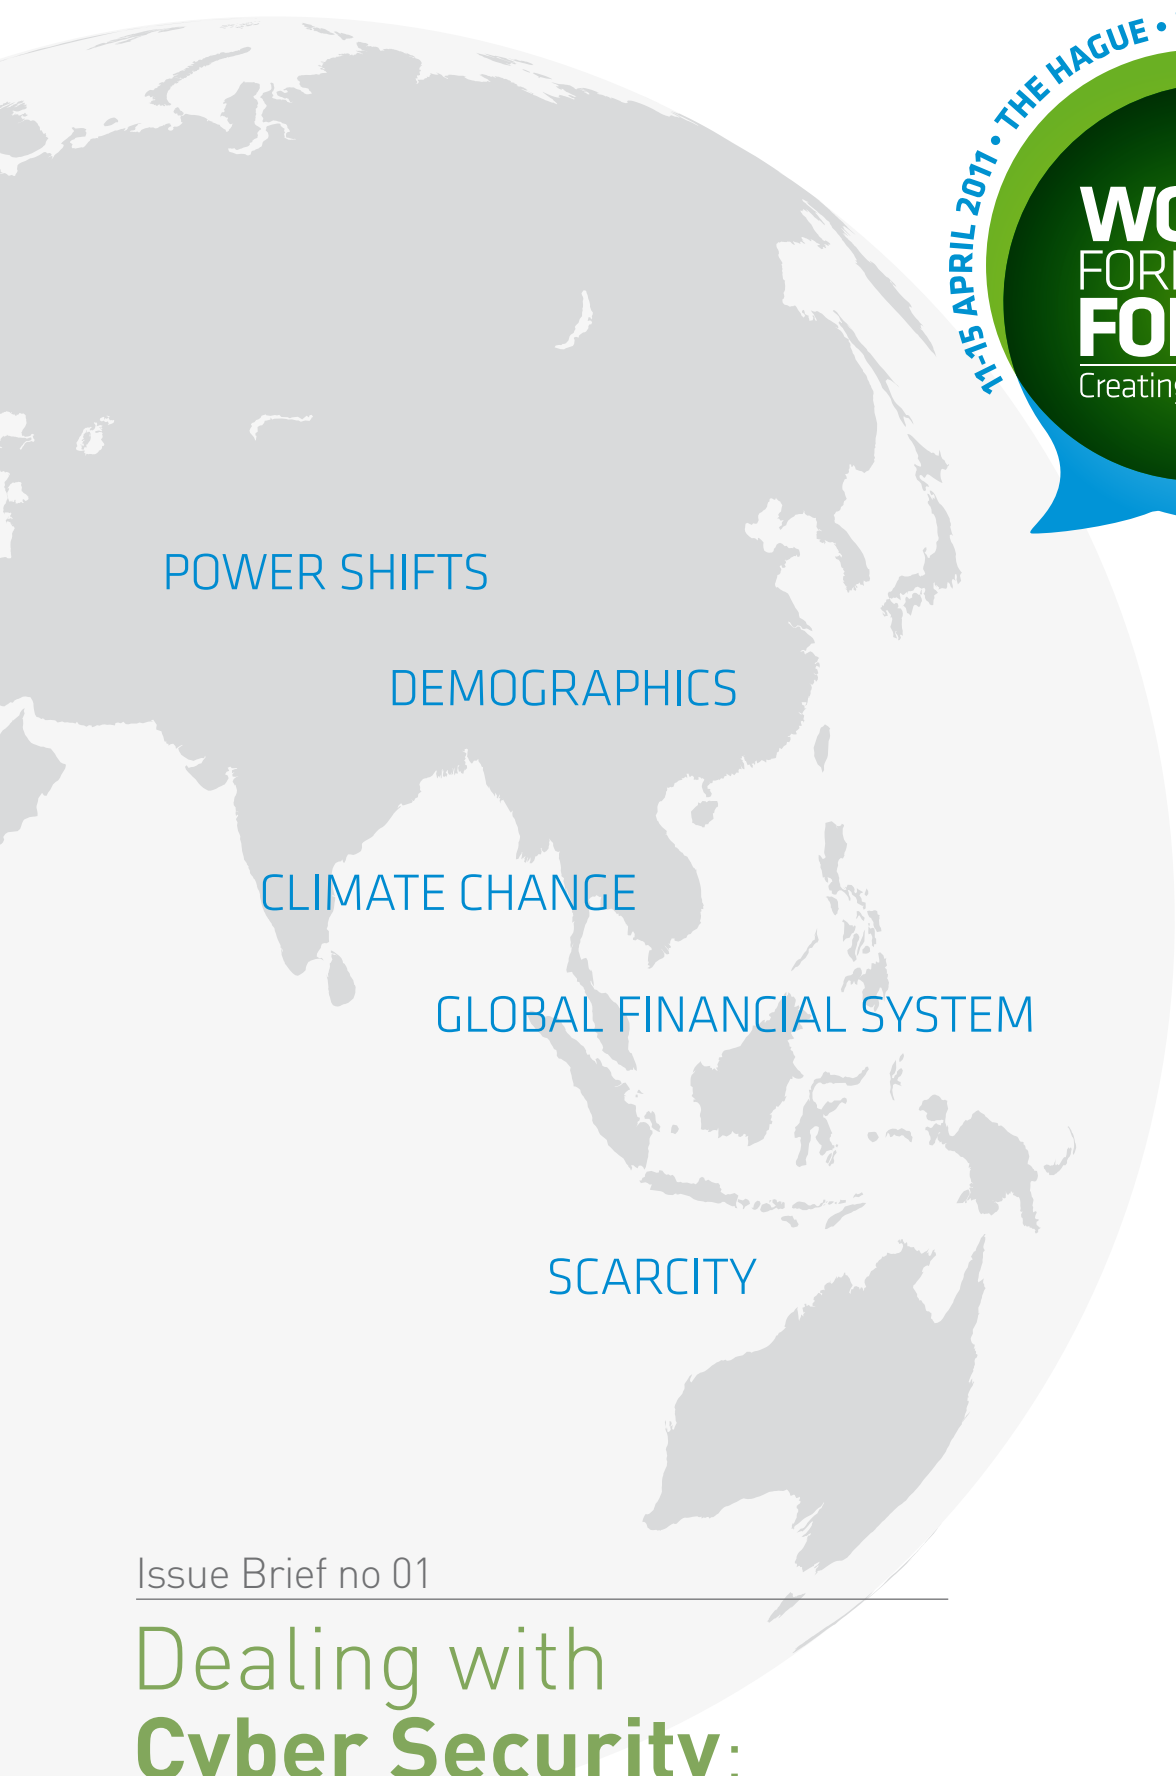 11-15 APRIL 2011 • THE HAGUE •
Creating
POWER SHIFTS
DEMOGRAPHICS
CLIMATE CHANGE
GLOBAL FINANCIAL SYSTEM
SCARCITY
Issue Brief no 01
Dealing with
Cyber Security: